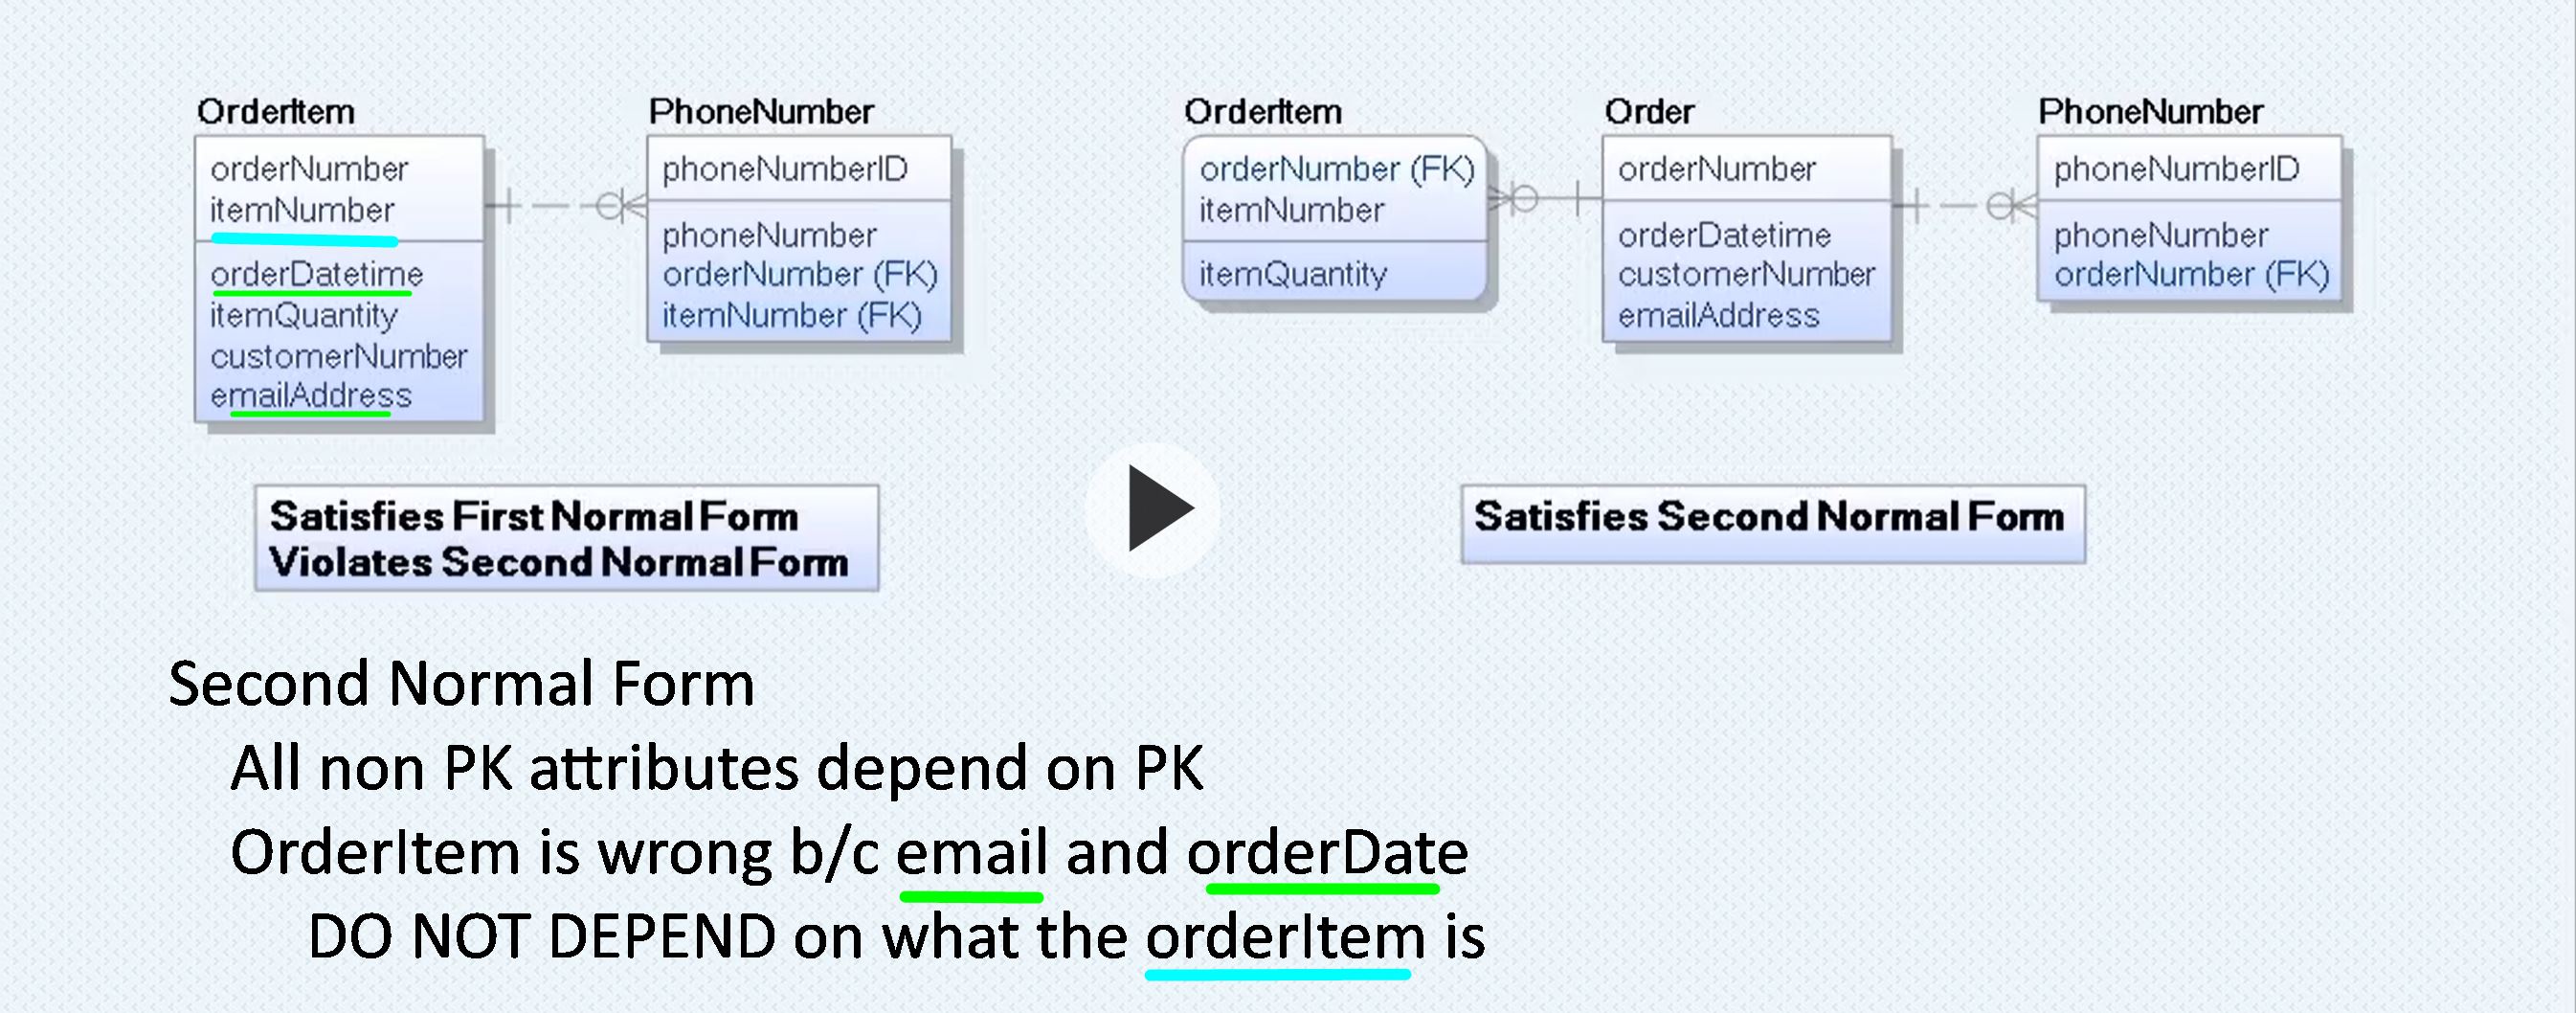 OrderItem
orderNumber
itemNumber
orderDatetime
itemQuantity
customerNumber
emailAddress
PhoneNumber
phoneNumberID
phoneNumber
orderNumber (FK)
itemNumber (FK)
Satisfies First Normal Form
Violates Second Normal Form
OrderItem
orderNumber (FK)
itemNumber
itemQuantity
Order
orderNumber
orderDatetime
customerNumber
emailAddress
PhoneNumber
phoneNumberID
phoneNumber
orderNumber (FK)
Satisfies Second Normal Form
Second Normal Form
All non PK attributes depend on PK
OrderItem is wrong b/c email and orderDate
DO NOT DEPEND on what the orderItem is